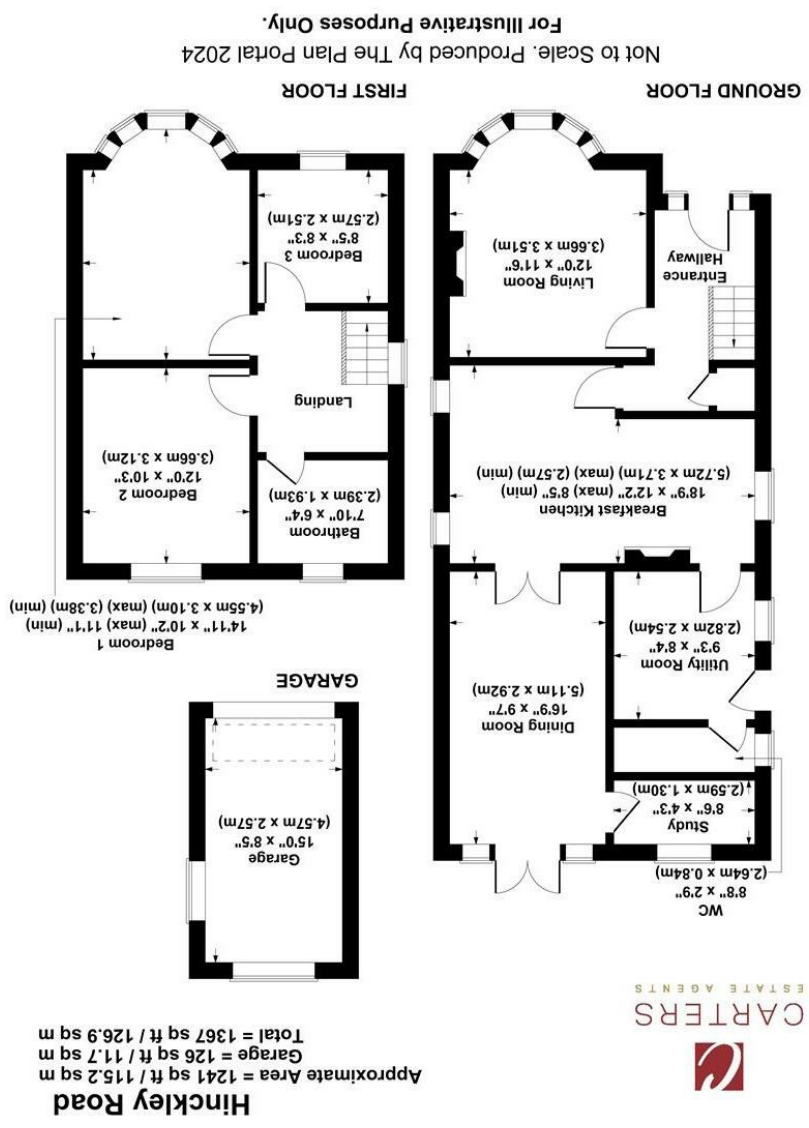 CARTERS
ESTATE AGENTS
Hinckley Road
Approximate Area = 1241 sq ft / 115.2 sq m
Garage = 126 sq ft / 11.7 sq m
Total = 1367 sq ft / 126.9 sq m
WC
8'8" x 2'9"
(2.64m x 0.84m)
Study
8'6" x 4'3"
(2.59m x 1.30m)
Utility Room
9'3" x 8'4"
(2.82m x 2.54m)
Dining Room
16'9" x 9'7"
(5.11m x 2.92m)
Breakfast Kitchen
18'9" x 12'2" (max) 8'5" (min)
(5.72m x 3.71m) (max) (2.57m) (min)
Entrance
Hallway
Living Room
12'0" x 11'6"
(3.66m x 3.51m)
GROUND FLOOR
Garage
15'0" x 8'5"
(4.57m x 2.57m)
GARAGE
Bedroom 1
14'11" x 10'2" (max) 11'1" (min)
(4.55m x 3.10m) (max) (3.38m) (min)
Bathroom
7'10" x 6'4"
(2.39m x 1.93m)
Bedroom 2
12'0" x 10'3"
(3.66m x 3.12m)
Landing
Bedroom 3
8'5" x 8'3"
(2.57m x 2.51m)
FIRST FLOOR
Not to Scale. Produced by The Plan Portal 2024
For Illustrative Purposes Only.